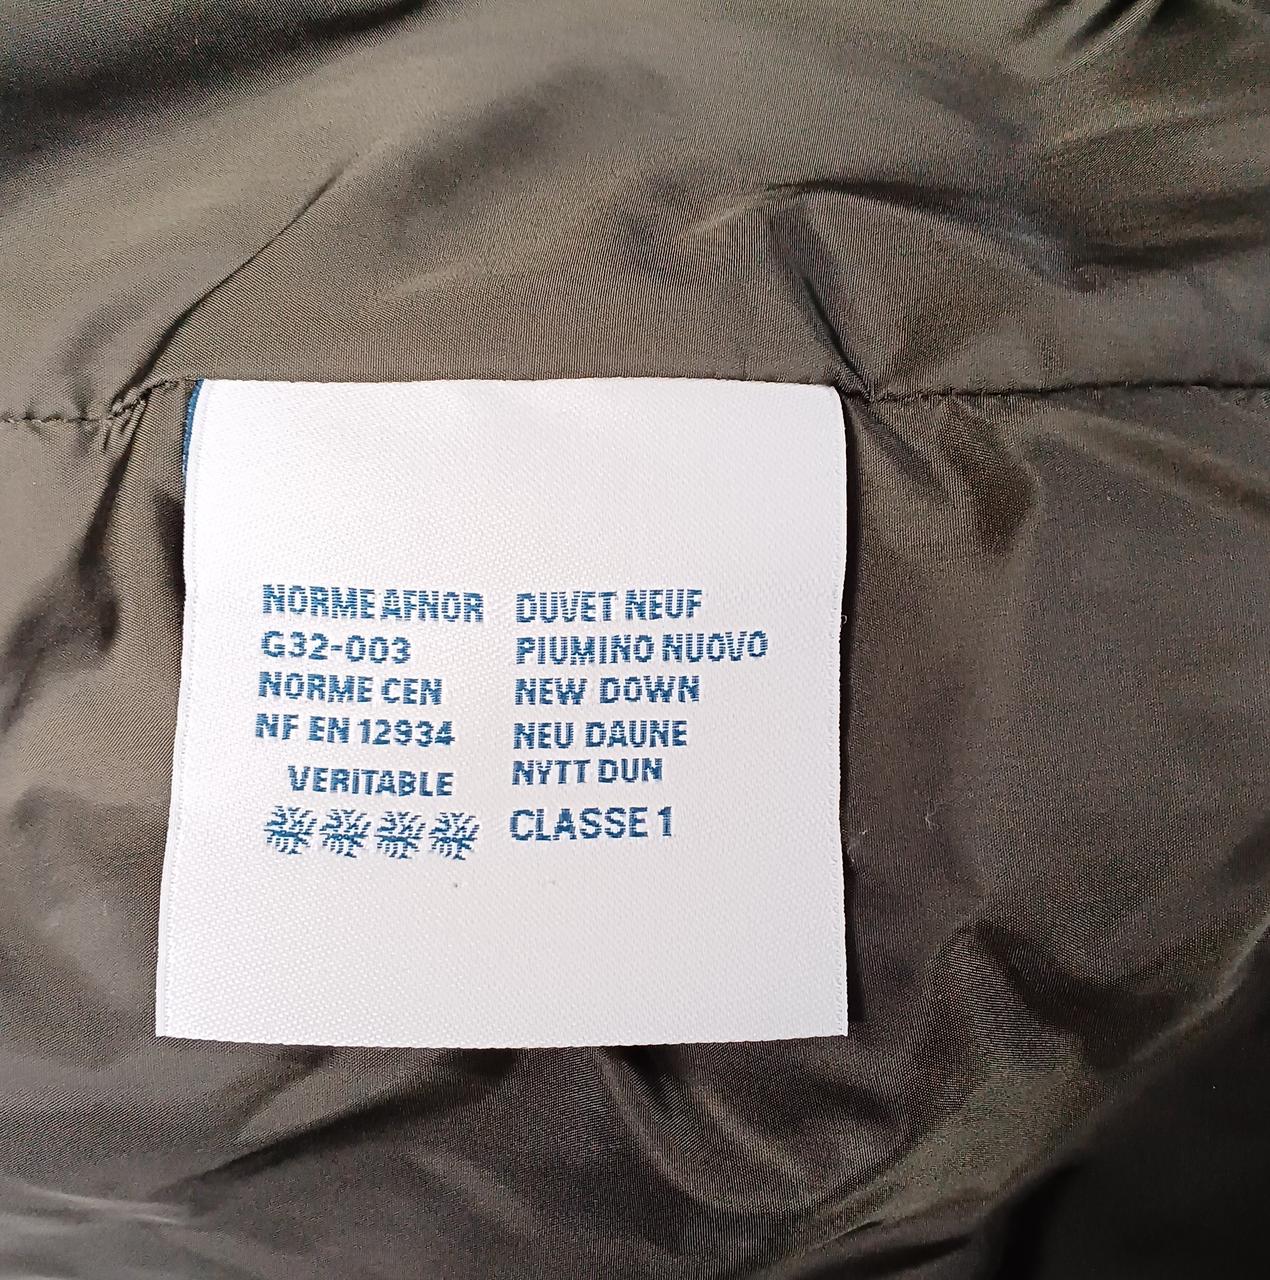 NORME AFNOR
G32-003
NORME CEN
NF EN 12934
VERITABLE
DUVET NEUF
PIUMINO NUOVO
NEW DOWN
NEU DAUNE
NYTT DUN
CLASSE 1